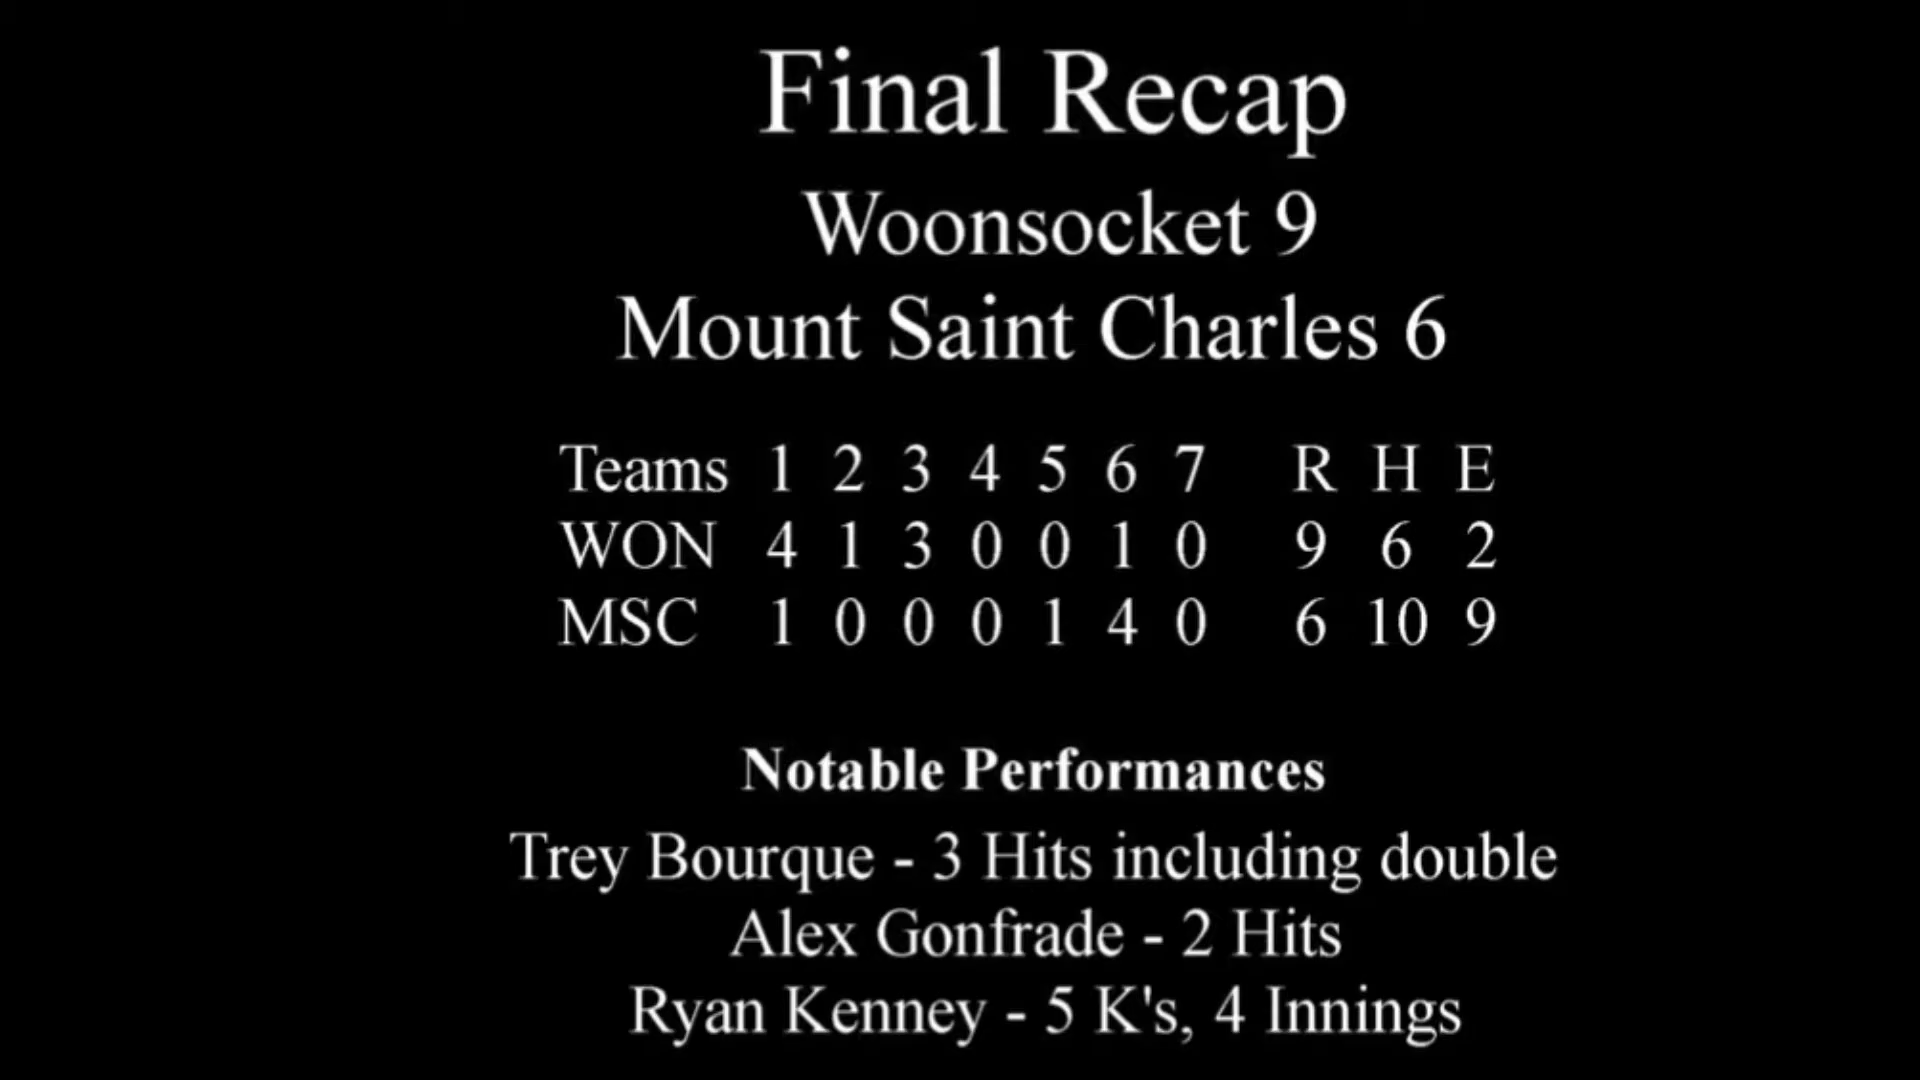 Final Recap
Woonsocket 9
Mount Saint Charles 6
Teams 1 2 3 4 5 6 7 R H E
WON 4 1 3 0 0 1 0 9 6 2
MSC 1 0 0 0 1 4 0 6 10 9
Notable Performances
Trey Bourque - 3 Hits including double
Alex Gonfrade - 2 Hits
Ryan Kenney - 5 K's, 4 Innings